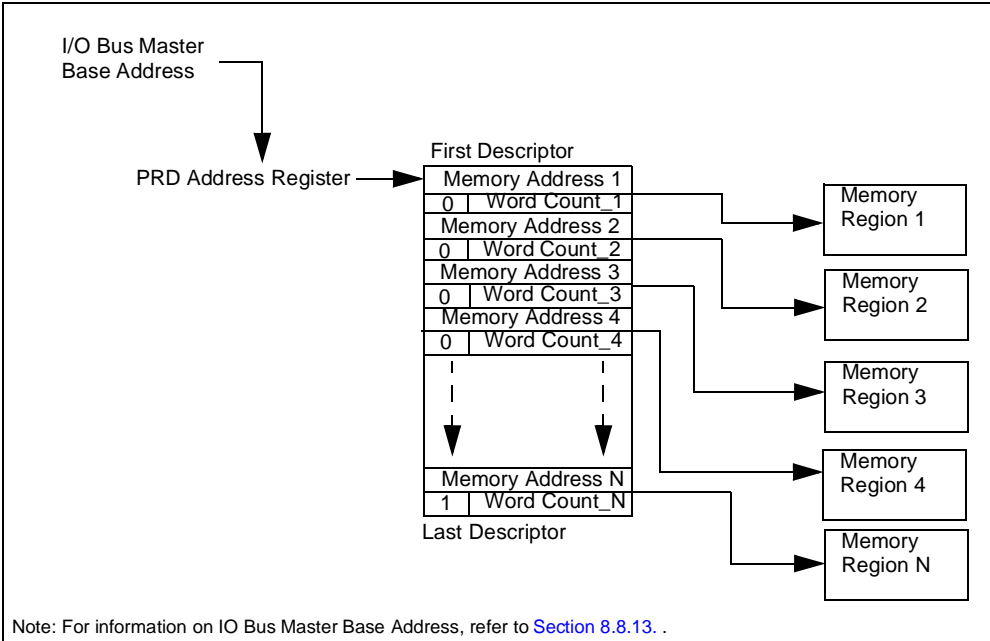 I/O Bus Master
Base Address
PRD Address Register
First Descriptor
Memory Address 1
0 Word Count_1
Memory Address 2
0 Word Count_2
Memory Address 3
0 Word Count_3
Memory Address 4
0 Word Count_4
Memory Address N
1 Word Count_N
Last Descriptor
Memory
Region 1
Memory
Region 2
Memory
Region 3
Memory
Region 4
Memory
Region N
Note: For information on IO Bus Master Base Address, refer to Section 8.8.13. .